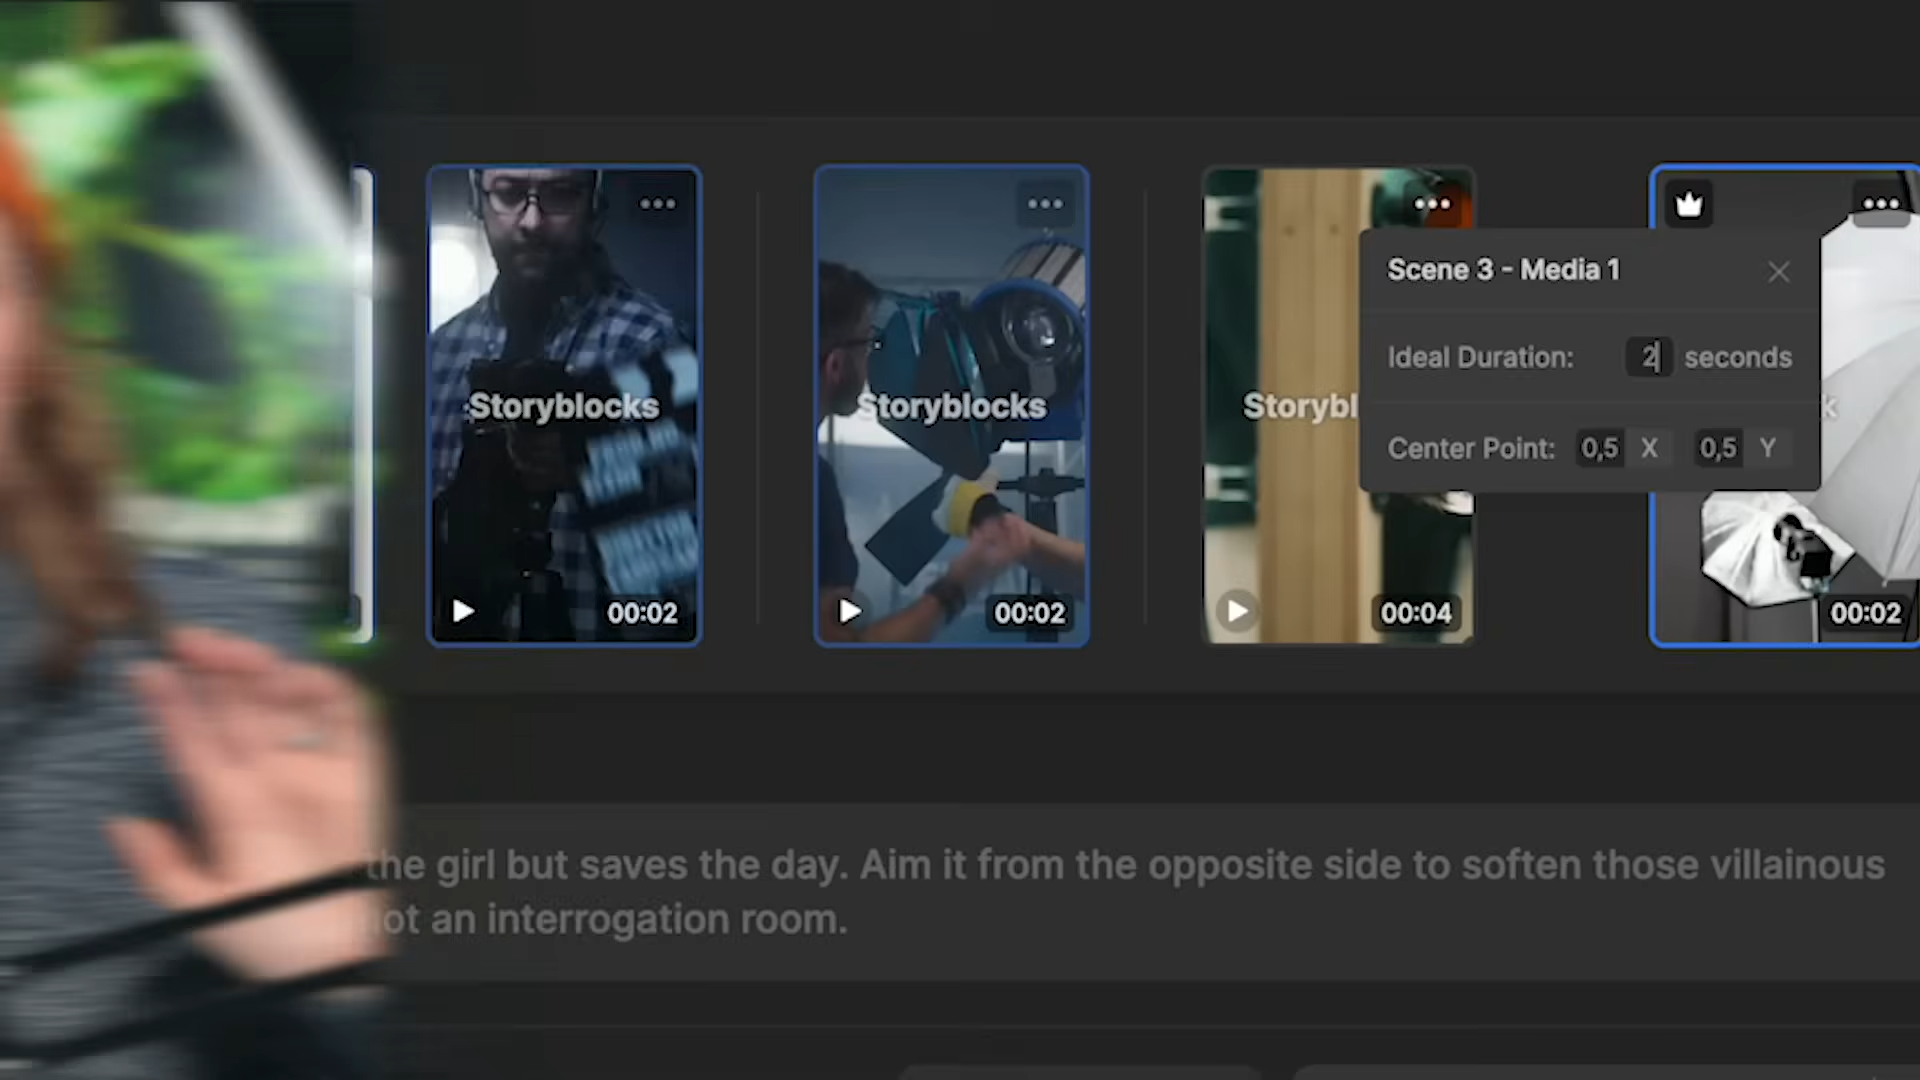 Storyblocks
00:02
Storyblocks
00:02
Storybl
00:04
Scene 3 - Media 1
Ideal Duration: 2 seconds
Center Point: 0,5 X 0,5 Y
k
00:02
the girl but saves the day. Aim it from the opposite side to soften those villainous
not an interrogation room.